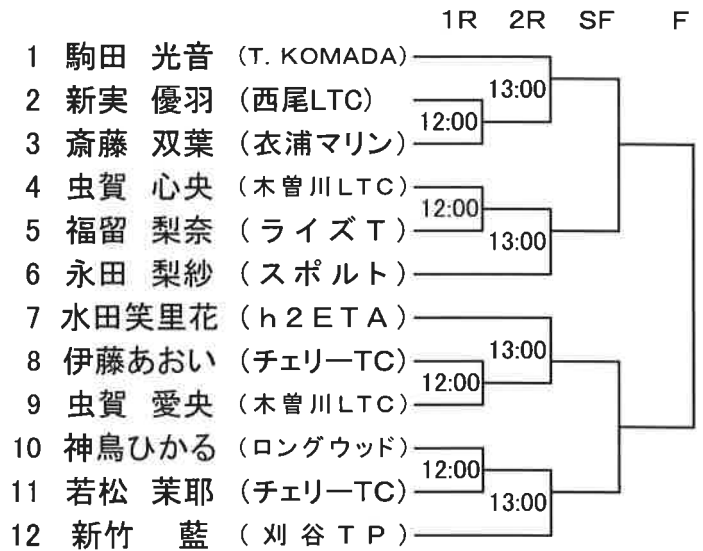 1R 2R SF F
1 駒田 光音 (T. KOMADA)
13:00
2 新実 優羽 (西尾LTC)
12:00
3 斎藤 双葉 (衣浦マリン)
4 虫賀 心央 (木曽川LTC)
12:00
5 福留 梨奈 (ライズT)
13:00
6 永田 梨紗 (スポルト)
7 水田笑里花 (h2ETA)
13:00
8 伊藤あおい (チェリーTC)
12:00
9 虫賀 愛央 (木曽川LTC)
10 神鳥ひかる (ロングウッド)
12:00
11 若松 茉耶 (チェリーTC)
13:00
12 新竹 藍 (刈谷TP)